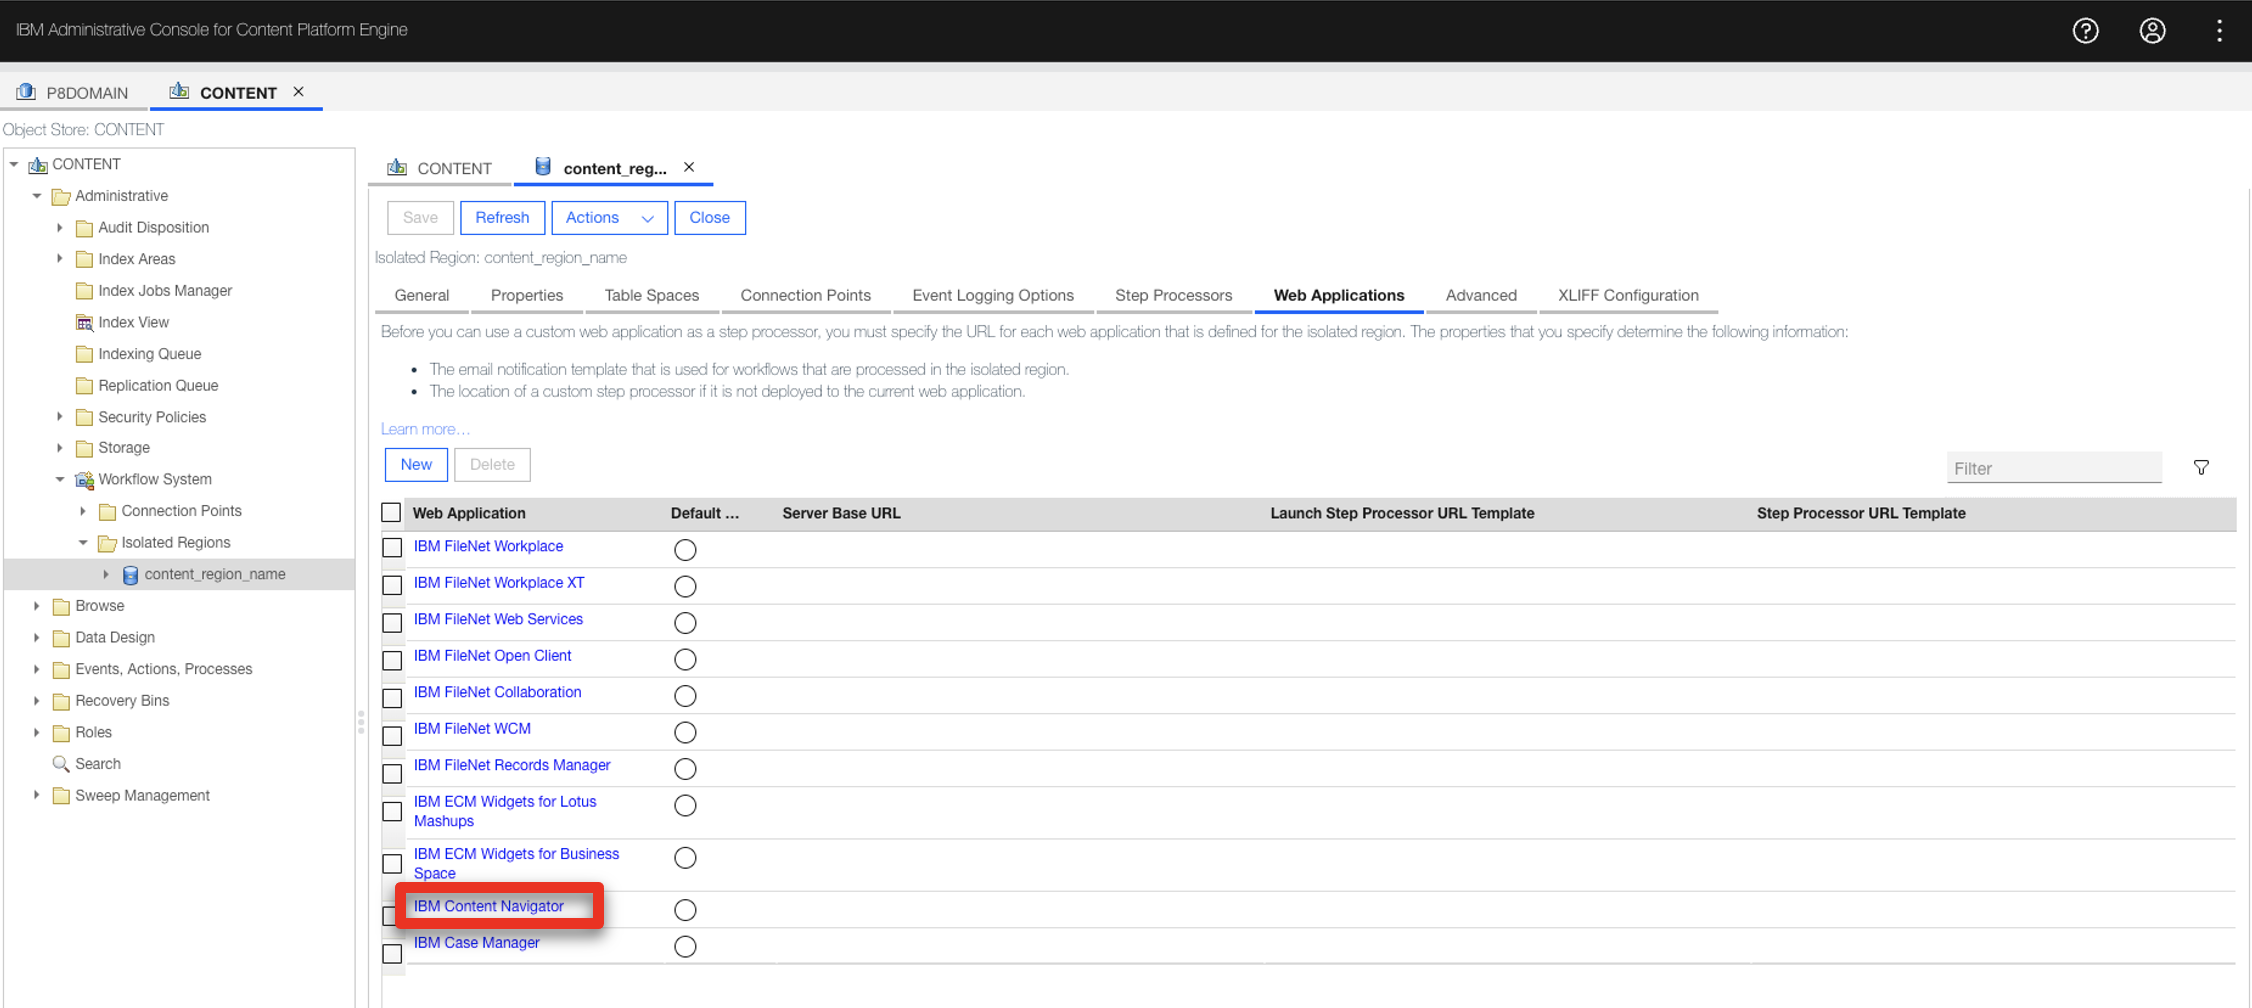 IBM Administrative Console for Content Platform Engine
P8DOMAIN
CONTENT
Object Store: CONTENT
CONTENT
Administrative
Audit Disposition
Index Areas
Index Jobs Manager
Index View
Indexing Queue
Replication Queue
Security Policies
Storage
Workflow System
Connection Points
Isolated Regions
content_region_name
Browse
Data Design
Events, Actions, Processes
Recovery Bins
Roles
Search
Sweep Management
CONTENT
content_reg...
Save
Refresh
Actions
Close
Isolated Region: content_region_name
General
Properties
Table Spaces
Connection Points
Event Logging Options
Step Processors
Web Applications
Advanced
XLIFF Configuration
Before you can use a custom web application as a step processor, you must specify the URL for each web application that is defined for the isolated region. The properties that you specify determine the following information:
• The email notification template that is used for workflows that are processed in the isolated region.
• The location of a custom step processor if it is not deployed to the current web application.
Learn more...
New
Delete
Filter
Web Application
Default ...
Server Base URL
Launch Step Processor URL Template
Step Processor URL Template
IBM FileNet Workplace
IBM FileNet Workplace XT
IBM FileNet Web Services
IBM FileNet Open Client
IBM FileNet Collaboration
IBM FileNet WCM
IBM FileNet Records Manager
IBM ECM Widgets for Lotus
Mashups
IBM ECM Widgets for Business
Space
IBM Content Navigator
IBM Case Manager